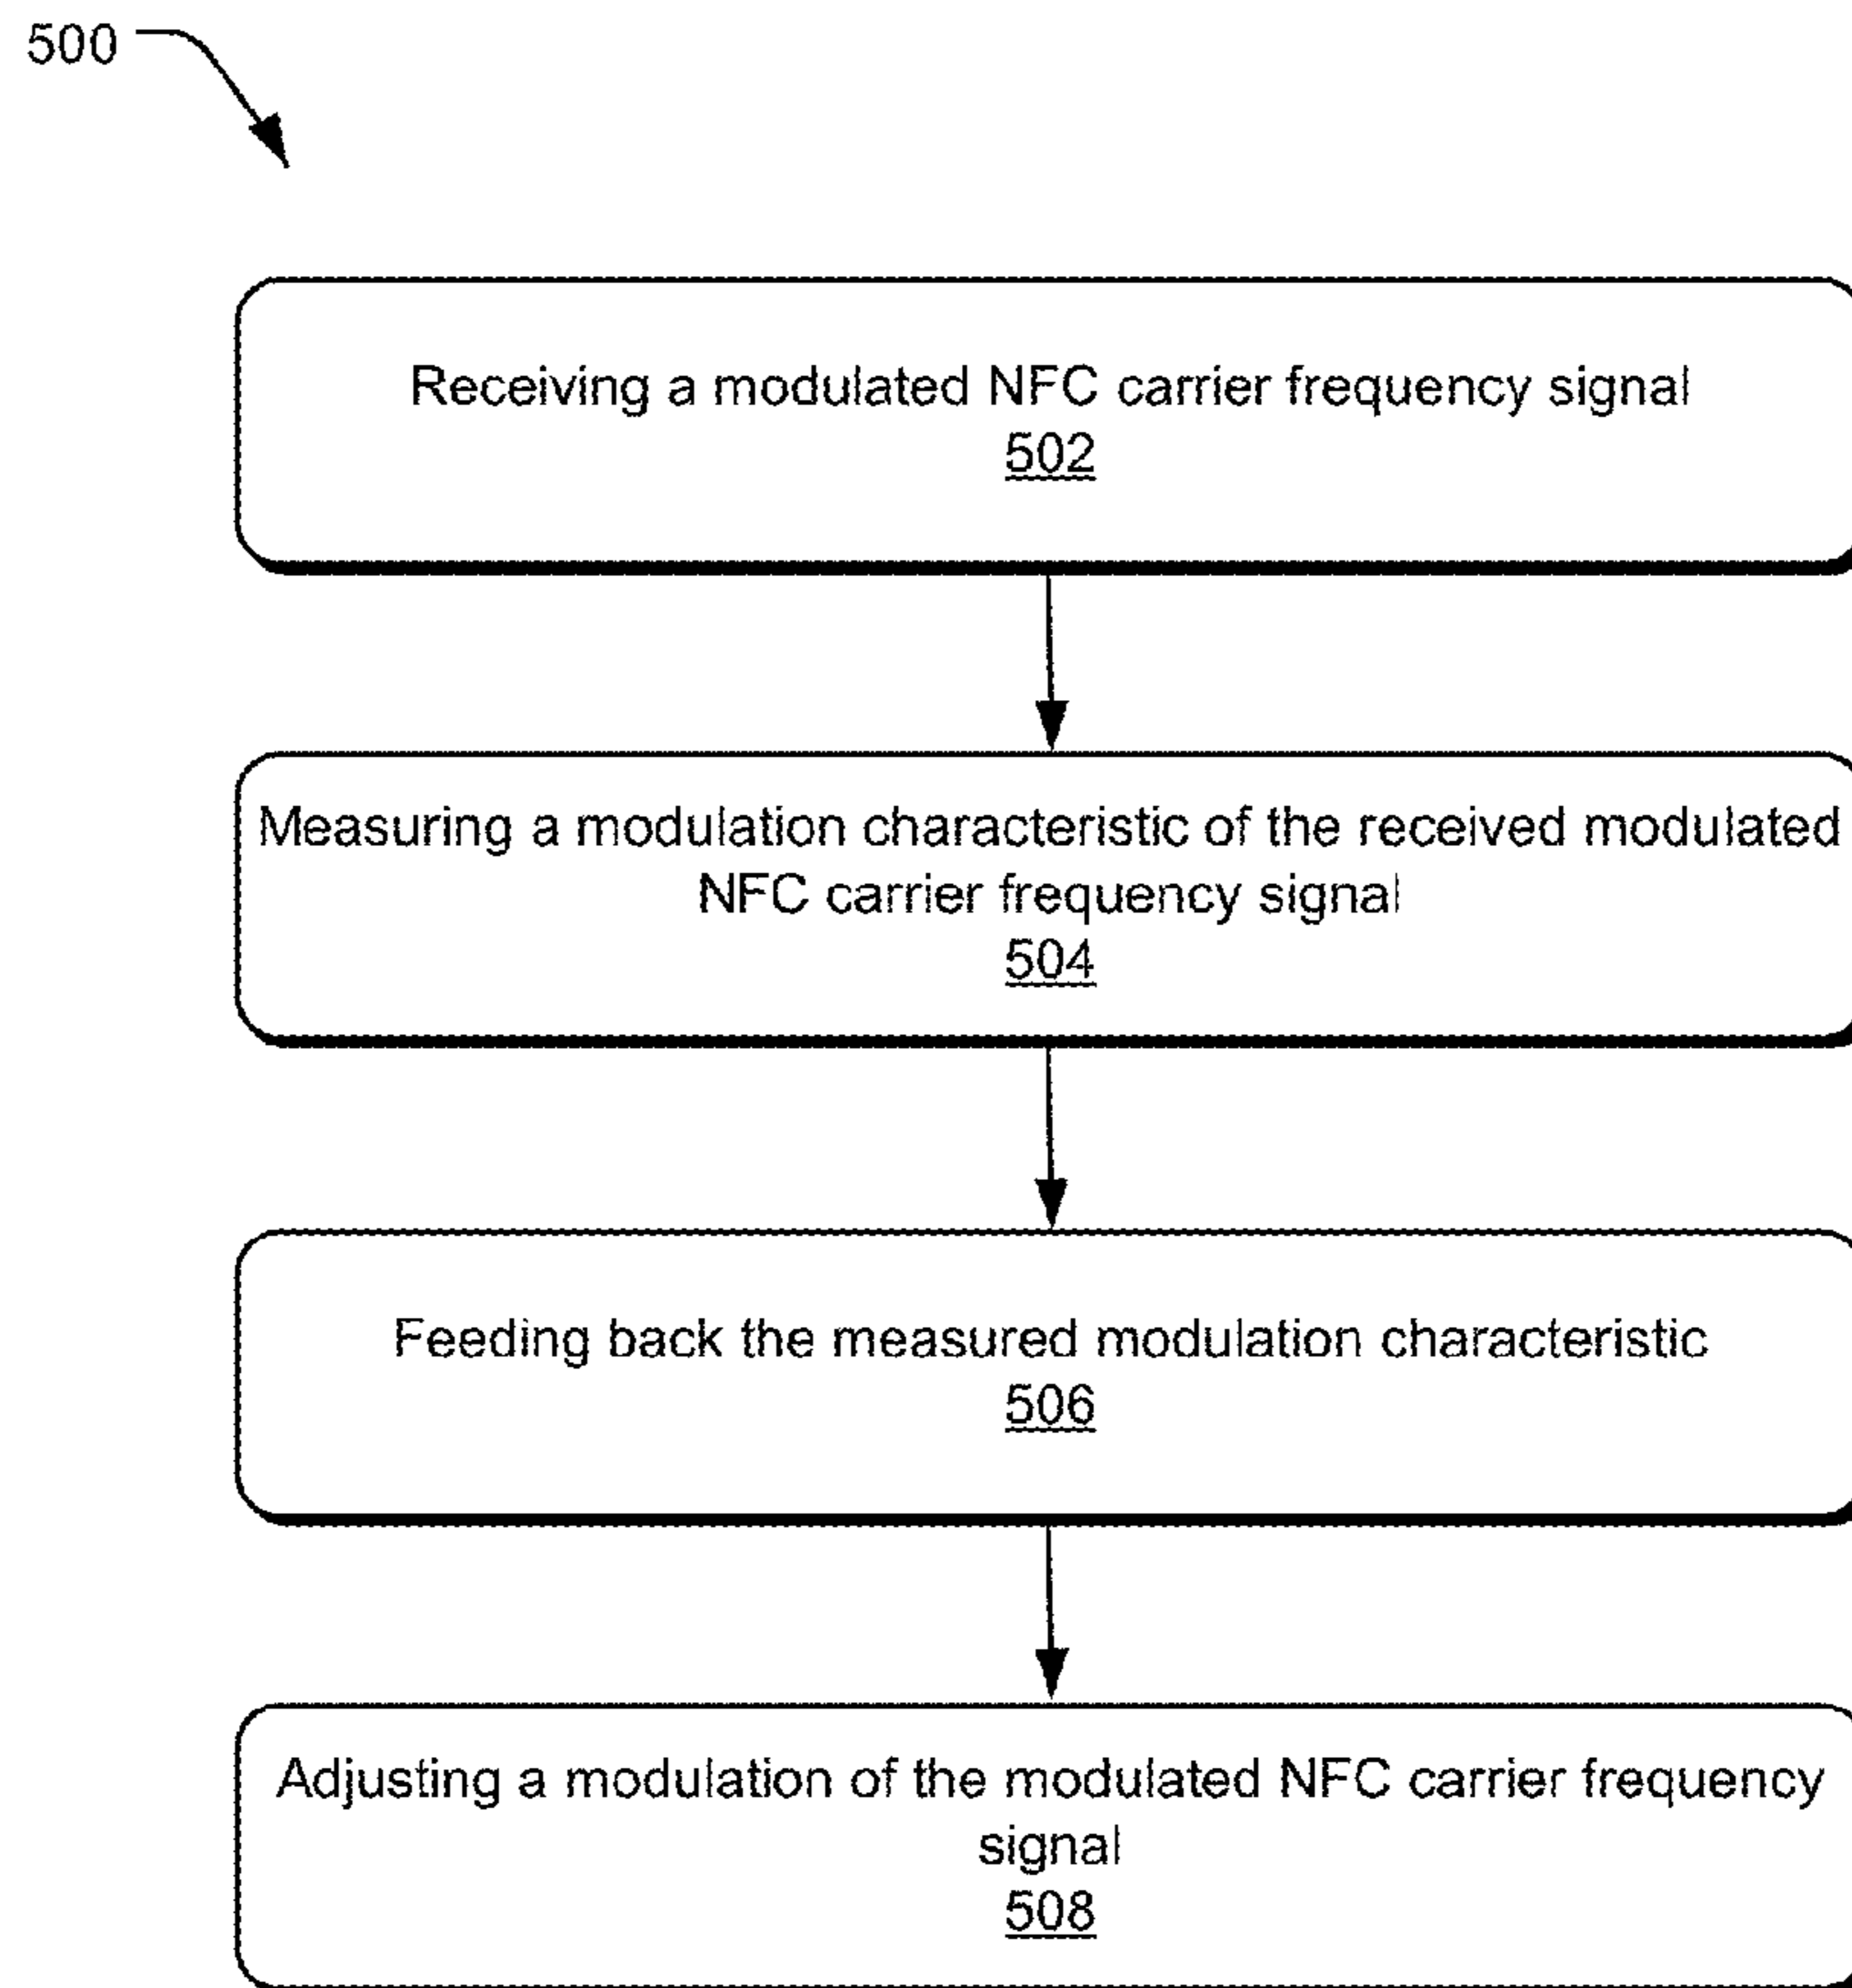 500
Receiving a modulated NFC carrier frequency signal
502
Measuring a modulation characteristic of the received modulated
NFC carrier frequency signal
504
Feeding back the measured modulation characteristic
506
Adjusting a modulation of the modulated NFC carrier frequency
signal
508